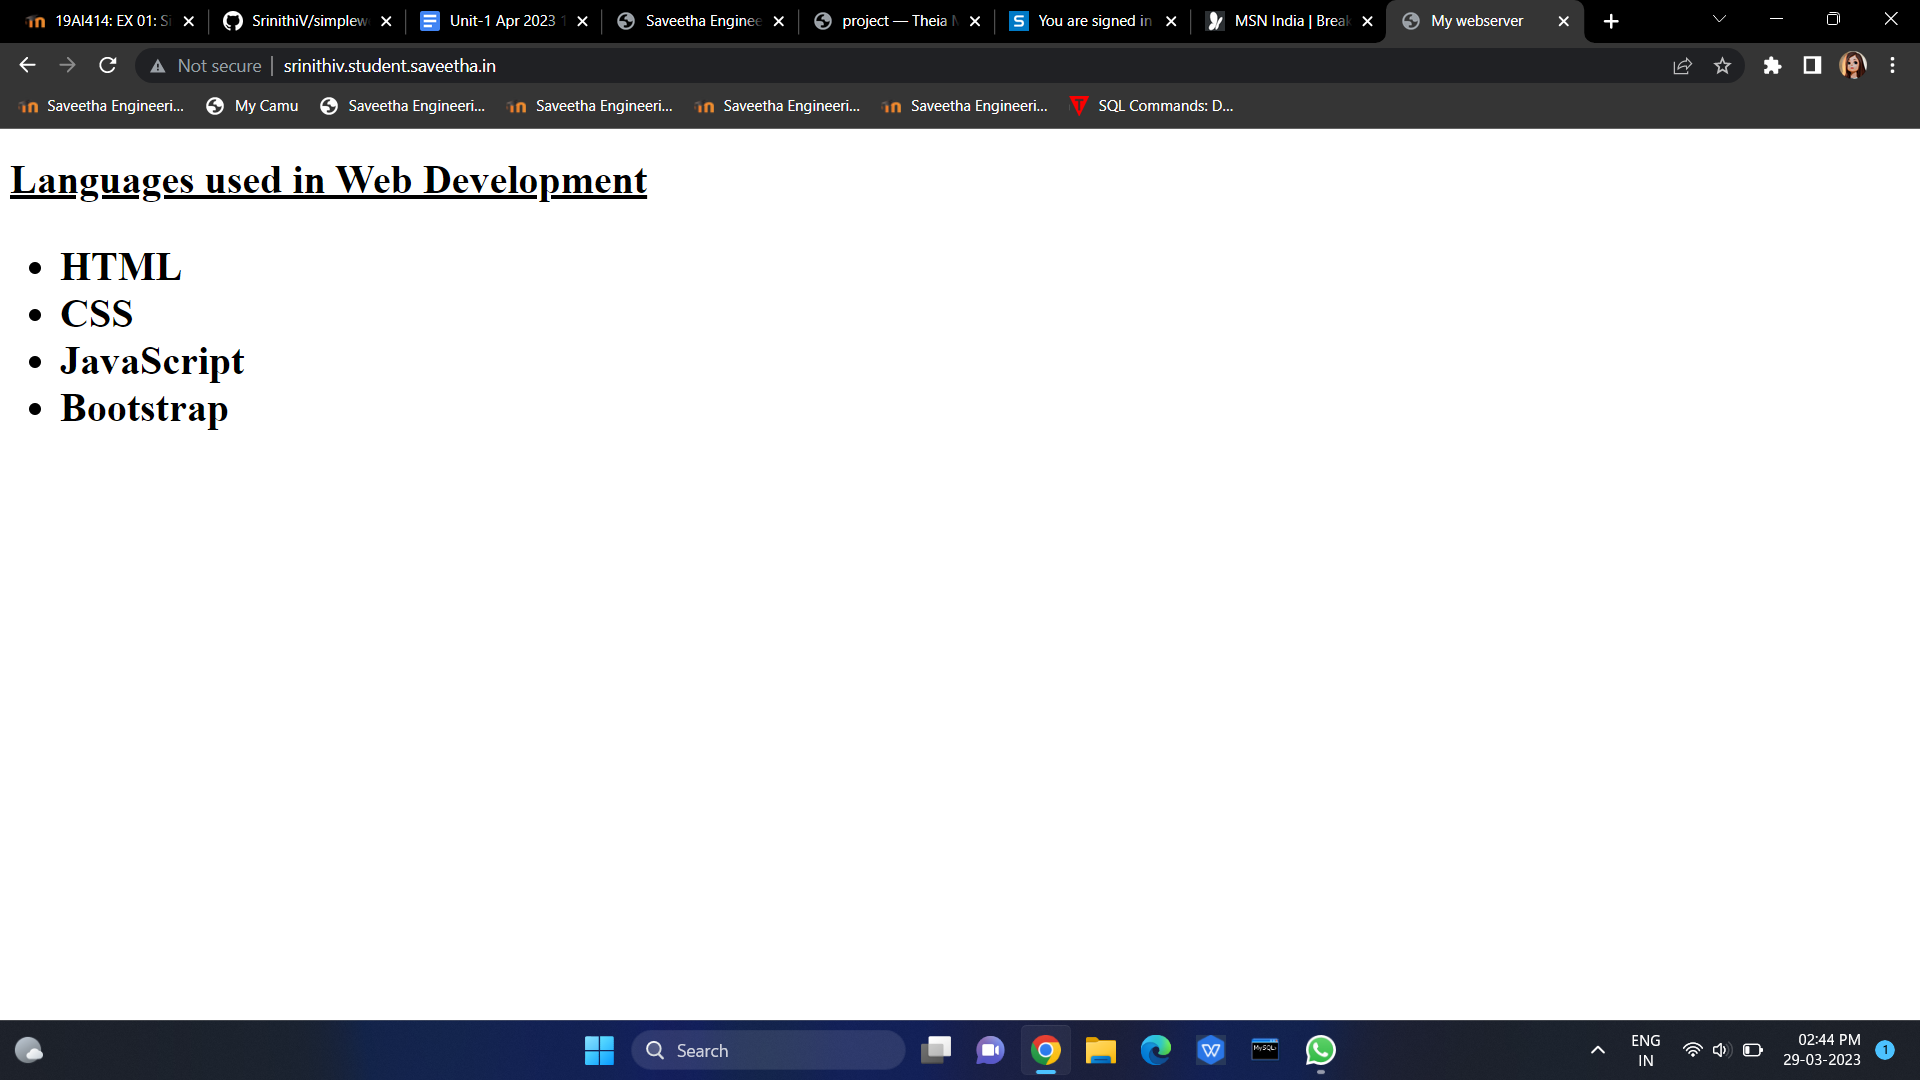 19AI414: EX 01: Si
SrinithiV/simplew
Unit-1 Apr 2023 1
Saveetha Enginee
project — Theia
You are signed in
MSN India | Break
My webserver
Not secure
srinithiv.student.saveetha.in
Saveetha Engineeri...
My Camu
Saveetha Engineeri...
Saveetha Engineeri...
Saveetha Engineeri...
Saveetha Engineeri...
SQL Commands: D...
Languages used in Web Development
• HTML
• CSS
• JavaScript
• Bootstrap
Search
MySQL
ENG
IN
02:44 PM
29-03-2023
1